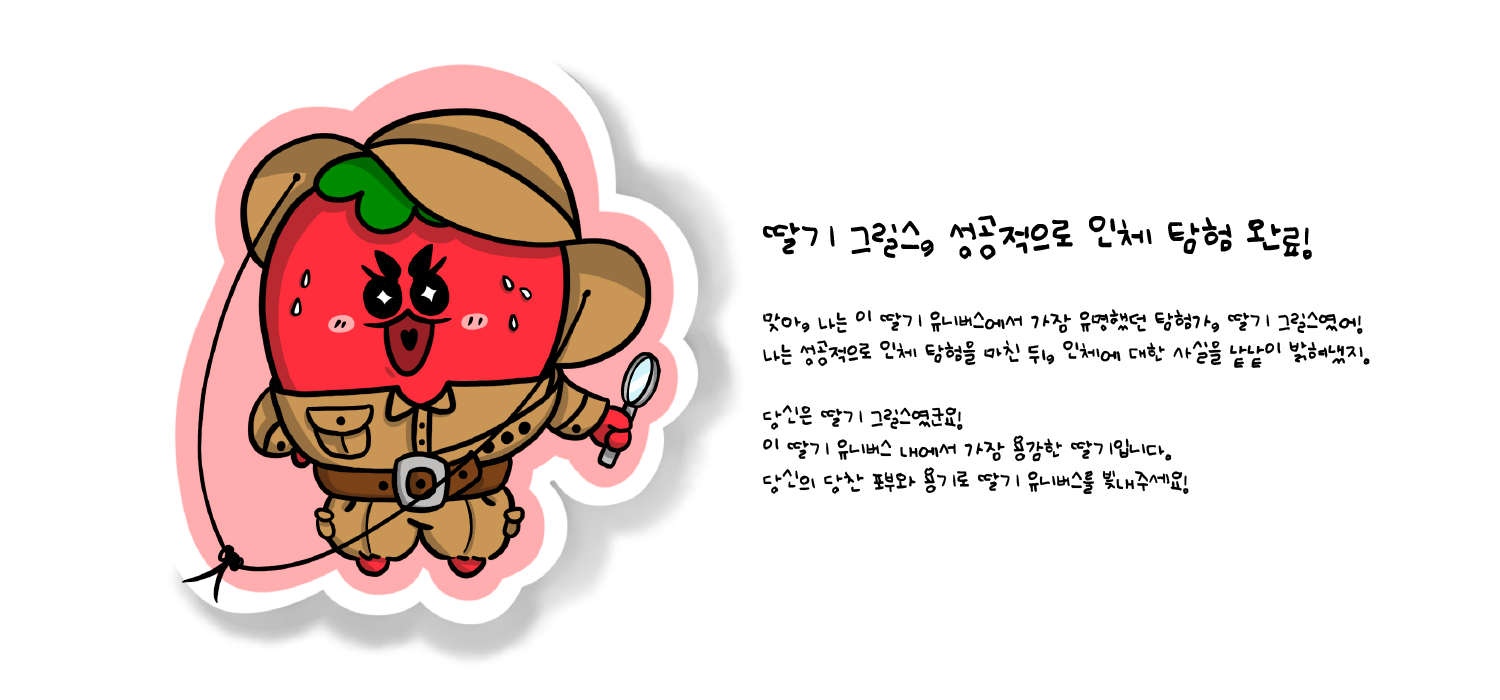 딸기 그릴스, 성공적으로 인체 탐험 완료!
맞아, 나는 이 딸기 유니버스에서 가장 유명했던 탐험가, 딸기 그릴스였어!
나는 성공적으로 인체 탐험을 마친 뒤, 인체에 대한 사실을 낱낱이 밝혀냈지.
당신은 딸기 그릴스였군요!
이 딸기 유니버스 내에서 가장 용감한 딸기입니다.
당신의 당찬 포부와 용기로 딸기 유니버스를 빛내주세요!